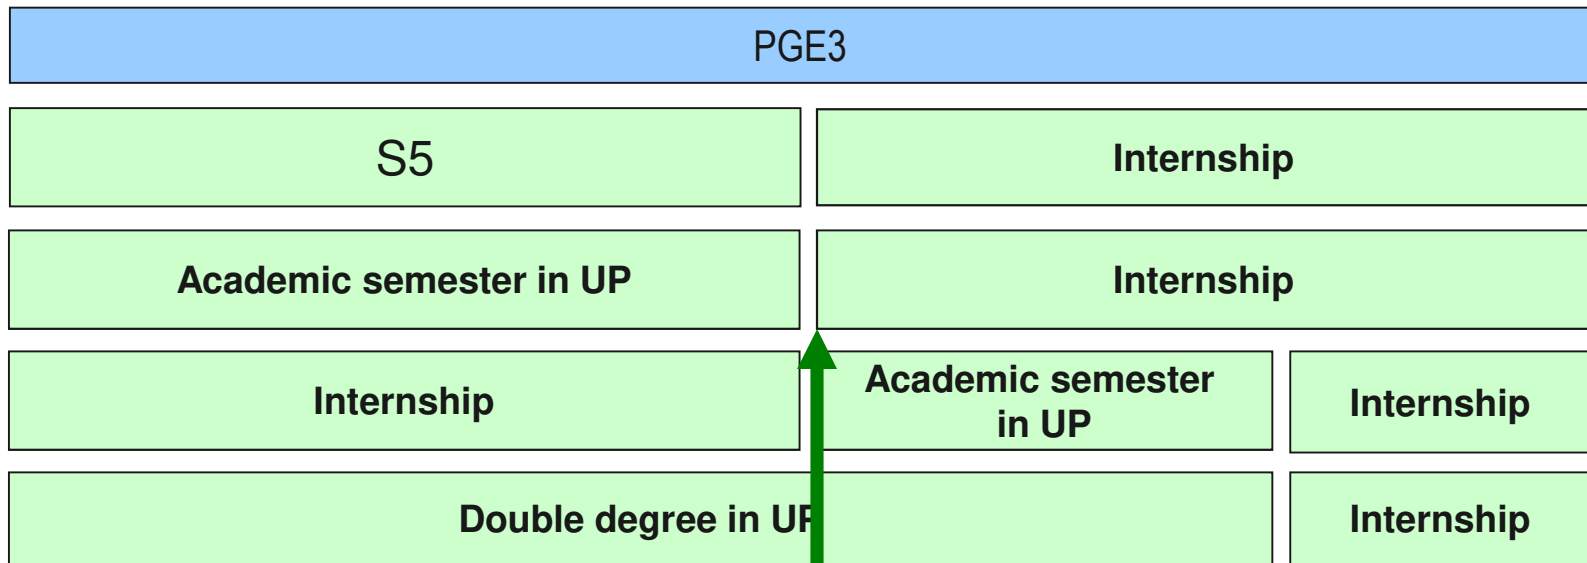 PGE3
S5
Internship
Academic semester in UP
Internship
Internship
Academic semester
in UP
Internship
Double degree in UP
Internship